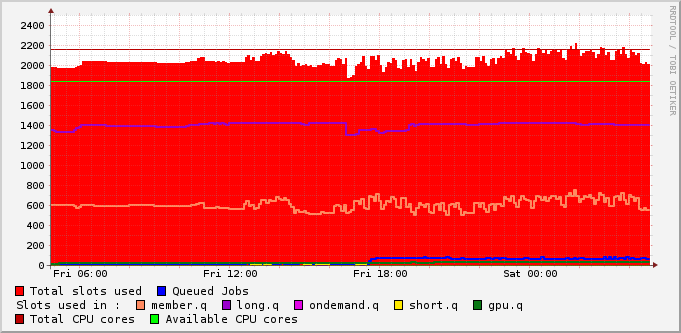 2400
2200
2000
1800
1600
1400
1200
1000
800
600
400
200
0
Fri 06:00 Fri 12:00 Fri 18:00 Sat 00:00
Total slots used Queued Jobs
Slots used in : member.q long.q ondemand.q short.q gpu.q
Total CPU cores Available CPU cores
RRDTOOL / TOBI OETIKER